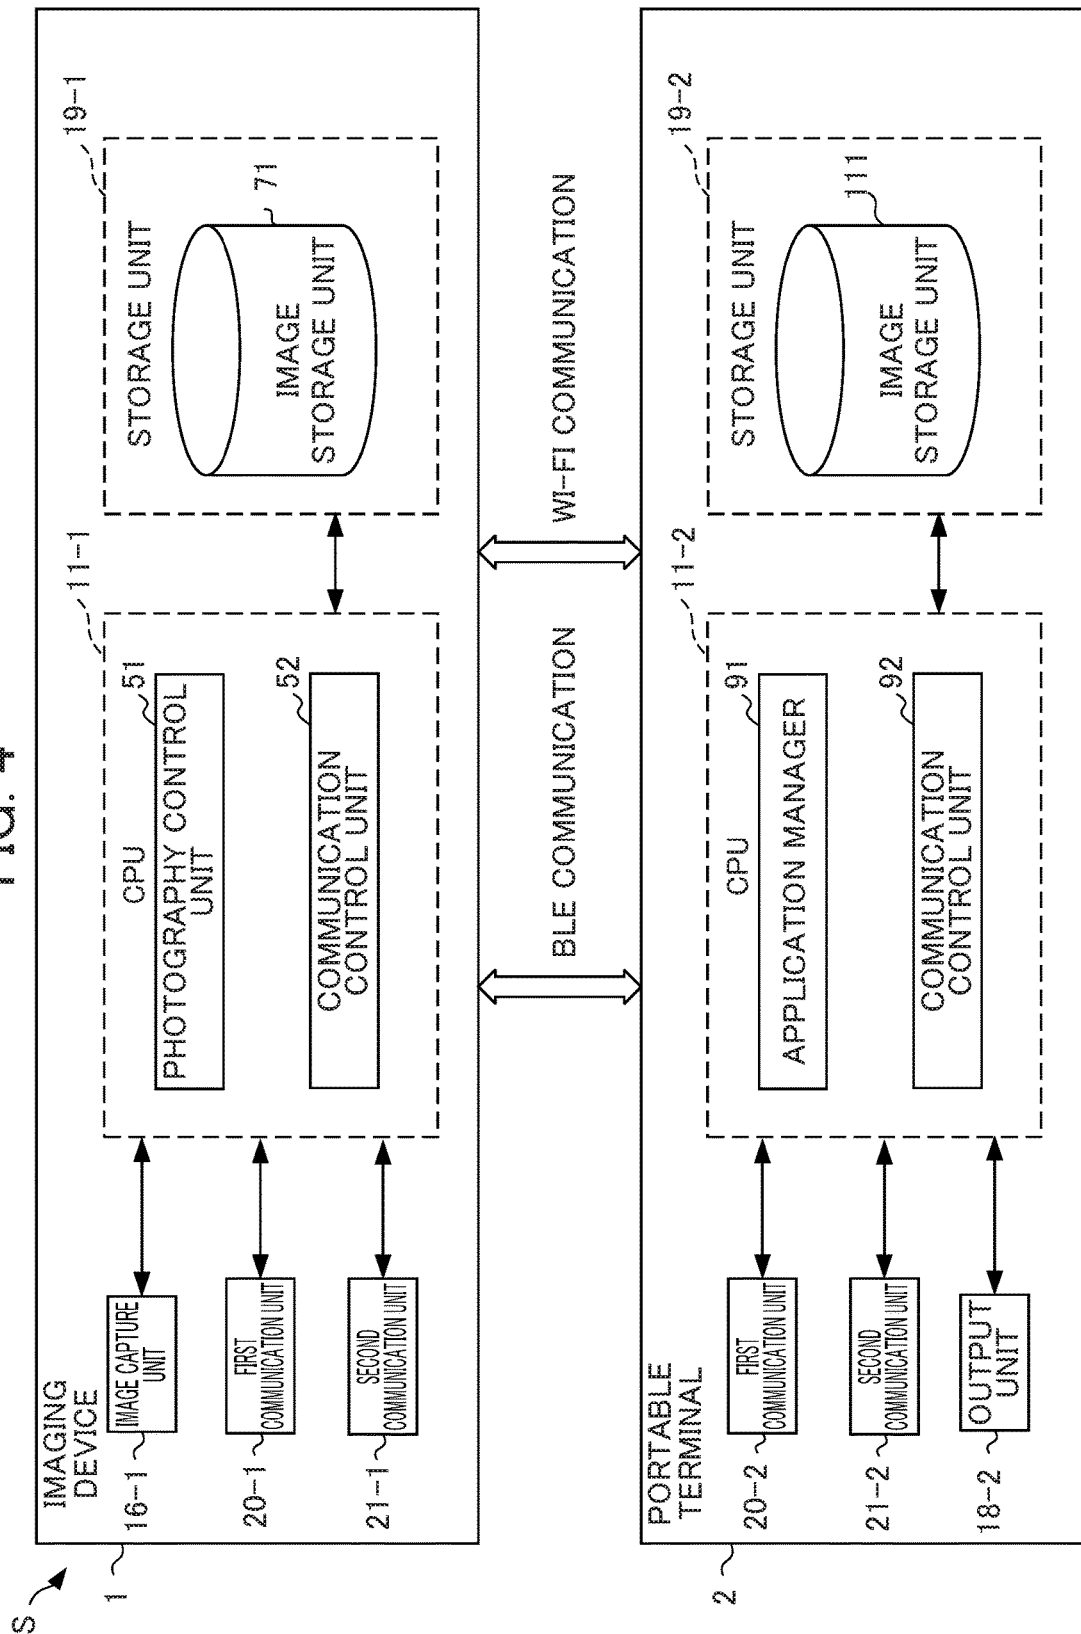 FIG. 4
S
1
IMAGING
DEVICE
16-1
IMAGE CAPTURE
UNIT
20-1
FIRST
COMMUNICATION UNIT
21-1
SECOND
COMMUNICATION UNIT
11-1
CPU
51
PHOTOGRAPHY CONTROL
UNIT
52
COMMUNICATION
CONTROL UNIT
19-1
STORAGE UNIT
71
IMAGE
STORAGE UNIT
BLE COMMUNICATION
WI-FI COMMUNICATION
2
PORTABLE
TERMINAL
20-2
FIRST
COMMUNICATION UNIT
21-2
SECOND
COMMUNICATION UNIT
18-2
OUTPUT
UNIT
11-2
CPU
91
APPLICATION MANAGER
92
COMMUNICATION
CONTROL UNIT
19-2
STORAGE UNIT
111
IMAGE
STORAGE UNIT